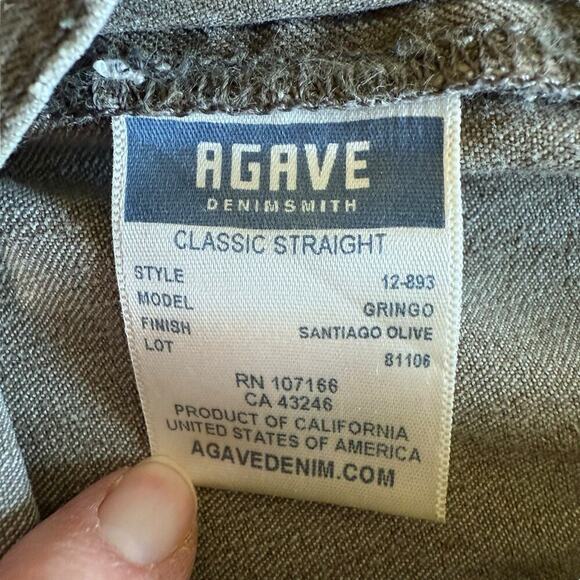 AGAVE
DENIMSMITH
CLASSIC STRAIGHT
STYLE 12-893
MODEL GRINGO
FINISH SANTIAGO OLIVE
LOT 81106
RN 107166
CA 43246
PRODUCT OF CALIFORNIA
UNITED STATES OF AMERICA
AGAVEDENIM.COM